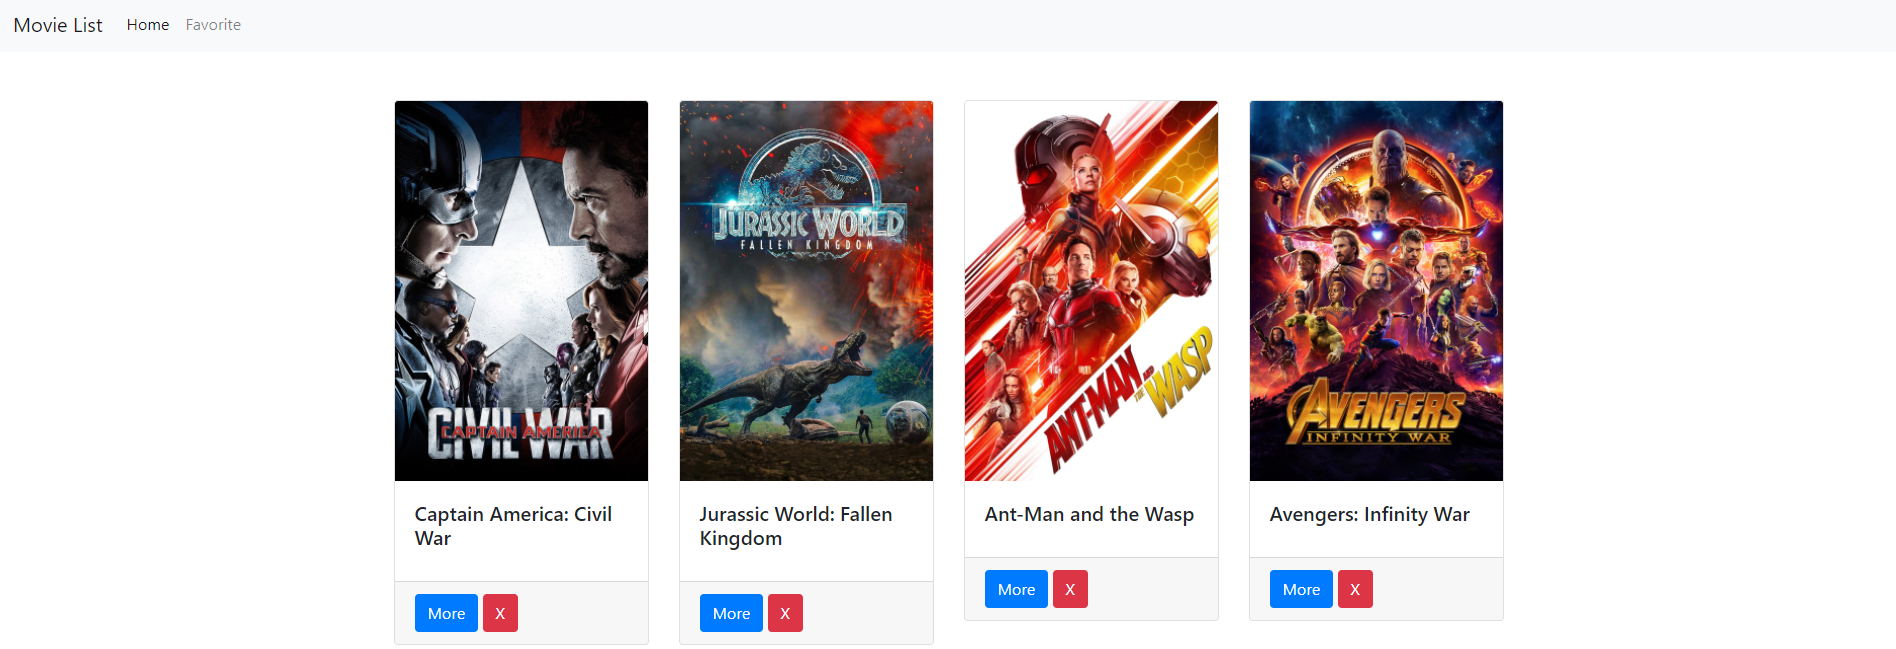 Movie List Home Favorite
CIVIL WAR
CAPTAIN AMERICA
JURASSIC WORLD
FALLEN KINGDOM
ANT-MAN
AND THE
WASP
AVENGERS
INFINITY WAR
Captain America: Civil
War
Jurassic World: Fallen
Kingdom
Ant-Man and the Wasp
Avengers: Infinity War
More X
More X
More X
More X